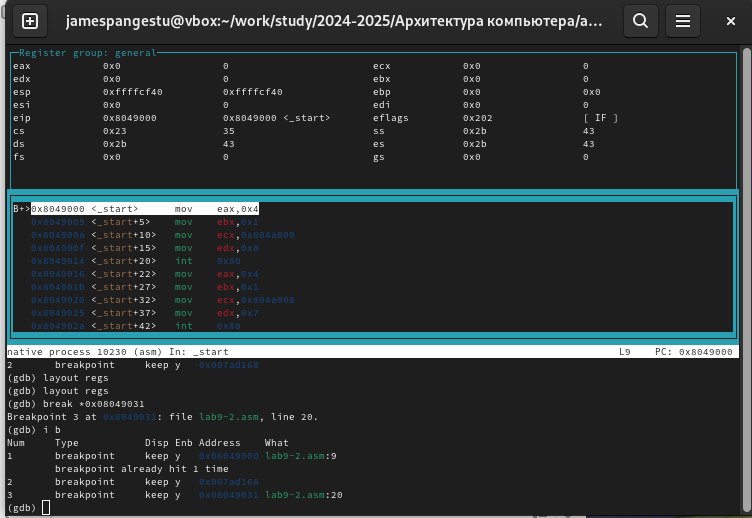 jamespangestu@vbox:~/work/study/2024-2025/Архитектура компьютера/a...
Register group: general
eax 0x0 0 ecx 0x0 0
edx 0x0 0 ebx 0x0 0
esp 0xffffcf40 0xffffcf40 ebp 0x0 0x0
esi 0x0 0 edi 0x0 0
eip 0x8049000 0x8049000 <_start> eflags 0x202 [ IF ]
cs 0x23 35 ss 0x2b 43
ds 0x2b 43 es 0x2b 43
fs 0x0 0 gs 0x0 0
B+>0x8049000 <_start> mov eax,0x4
0x8049005 <_start+5> mov ebx,0x1
0x804900a <_start+10> mov ecx,0x804a000
0x804900f <_start+15> mov edx,0x8
0x8049014 <_start+20> int 0x80
0x8049016 <_start+22> mov eax,0x4
0x804901b <_start+27> mov ebx,0x1
0x8049020 <_start+32> mov ecx,0x804a008
0x8049025 <_start+37> mov edx,0x7
0x804902a <_start+42> int 0x80
native process 10230 (asm) In: _start L9 PC: 0x8049000
2 breakpoint keep y 0x007ad160
(gdb) layout regs
(gdb) layout regs
(gdb) break *0x08049031
Breakpoint 3 at 0x8049031: file lab9-2.asm, line 20.
(gdb) i b
Num Type Disp Enb Address What
1 breakpoint keep y 0x08049000 lab9-2.asm:9
breakpoint already hit 1 time
2 breakpoint keep y 0x007ad160
3 breakpoint keep y 0x08049031 lab9-2.asm:20
(gdb)